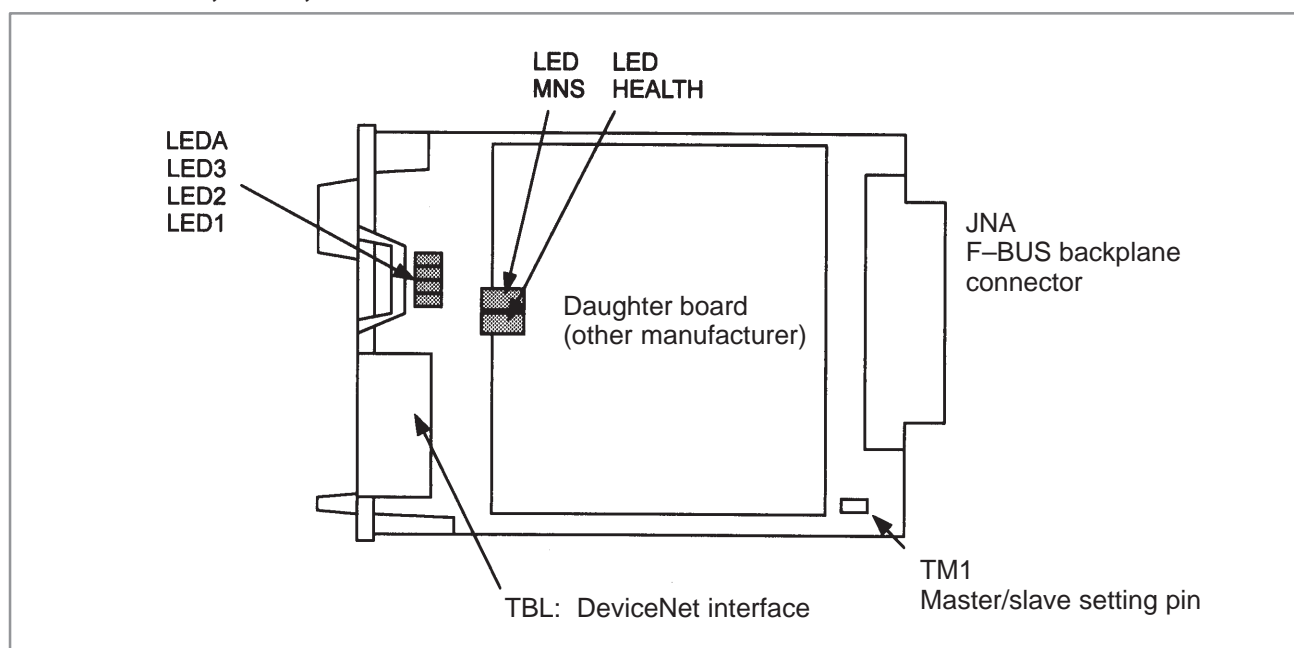 LED
MNS
LED
HEALTH
LEDA
LED3
LED2
LED1
JNA
F–BUS backplane
connector
Daughter board
(other manufacturer)
TM1
Master/slave setting pin
TBL: DeviceNet interface